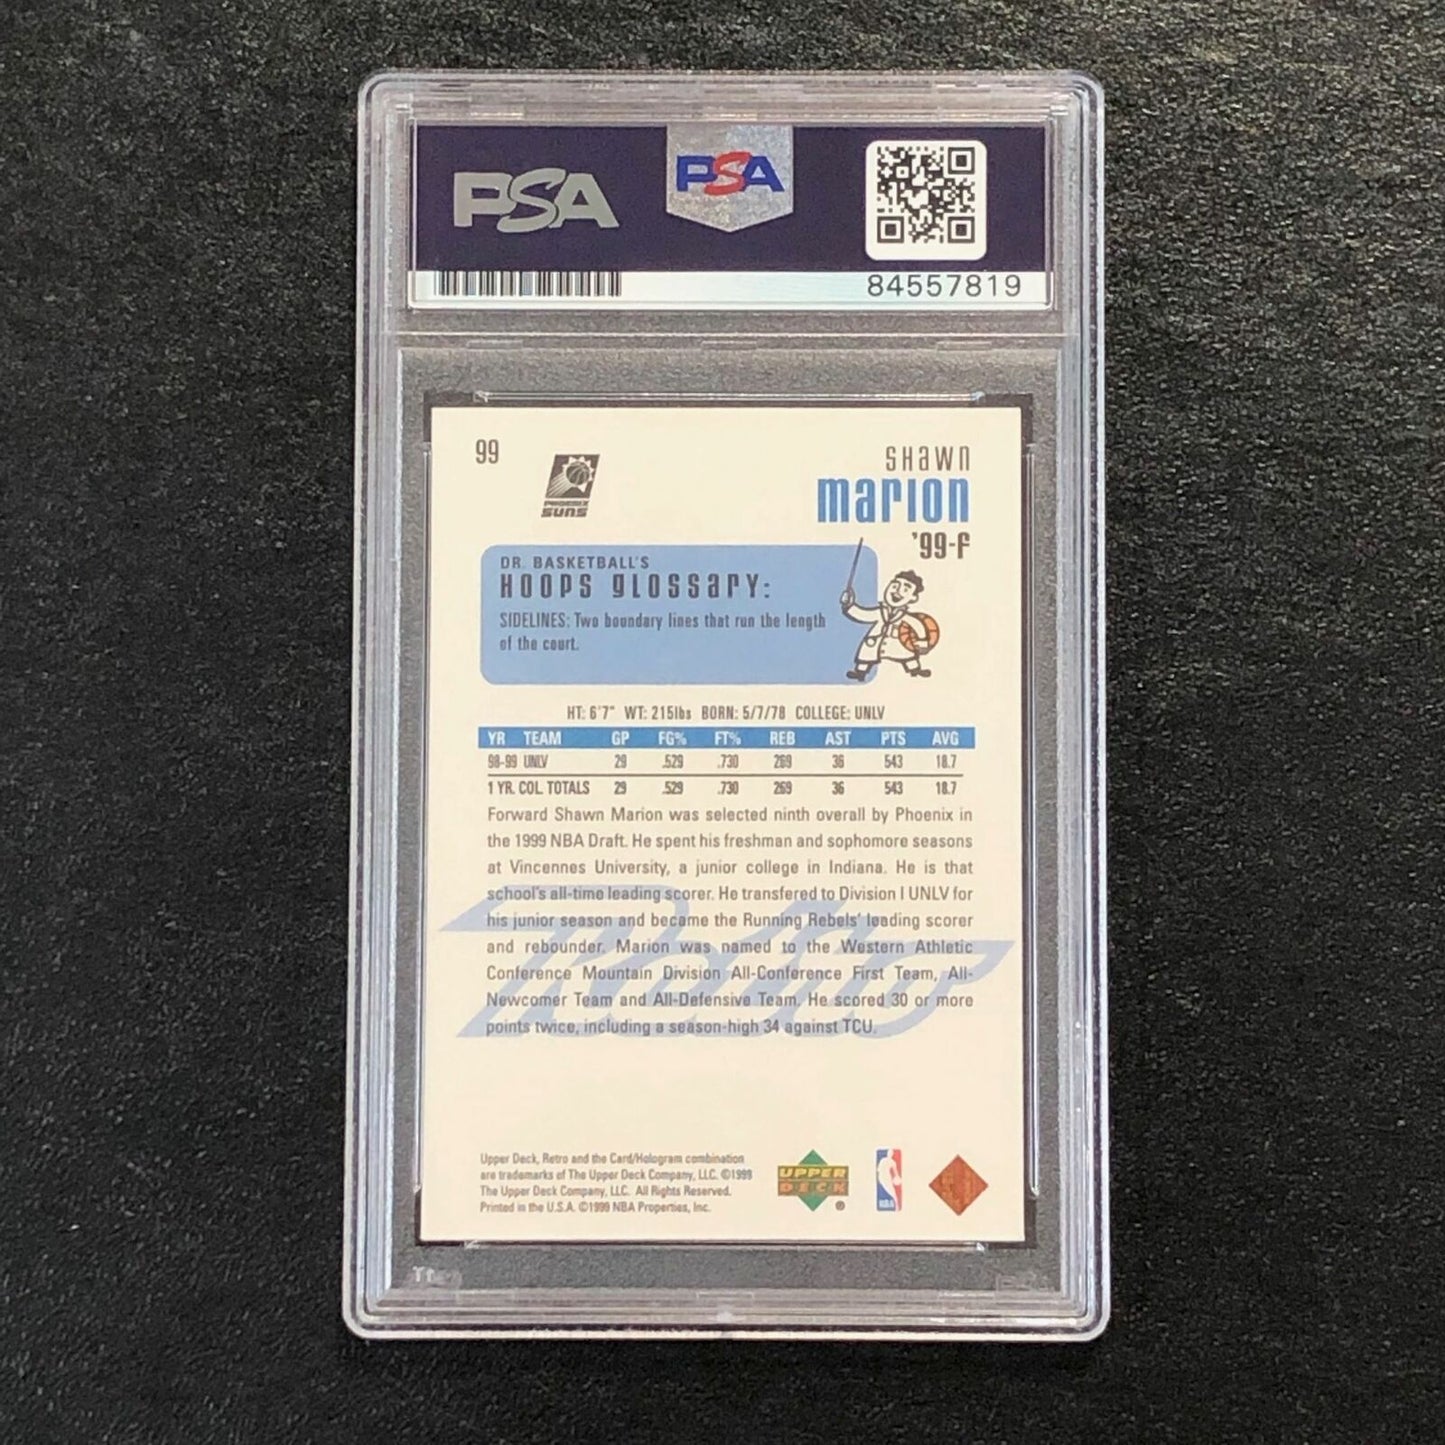 PSA
PSA
84557819
99
PHOENIX
SUNS
SHAWN
MARION
'99-F
DR. BASKETBALL'S
HOOPS GLOSSARY:
SIDELINES: Two boundary lines that run the length
of the court.
HT: 6'7" WT: 215lbs BORN: 5/7/78 COLLEGE: UNLV
YR TEAM GP FG% FT% REB AST PTS AVG
98-99 UNLV 29 .529 .730 269 36 543 18.7
1 YR. COL. TOTALS 29 .529 .730 269 36 543 18.7
Forward Shawn Marion was selected ninth overall by Phoenix in
the 1999 NBA Draft. He spent his freshman and sophomore seasons
at Vincennes University, a junior college in Indiana. He is that
school's all-time leading scorer. He transfered to Division I UNLV for
his junior season and became the Running Rebels' leading scorer
and rebounder. Marion was named to the Western Athletic
Conference Mountain Division All-Conference First Team, All-
Newcomer Team and All-Defensive Team. He scored 30 or more
points twice, including a season-high 34 against TCU.
Retro
Upper Deck, Retro and the Card/Hologram combination
are trademarks of The Upper Deck Company, LLC. ©1999
The Upper Deck Company, LLC. All Rights Reserved.
Printed in the U.S.A. ©1999 NBA Properties, Inc.
UPPER
DECK
®
NBA